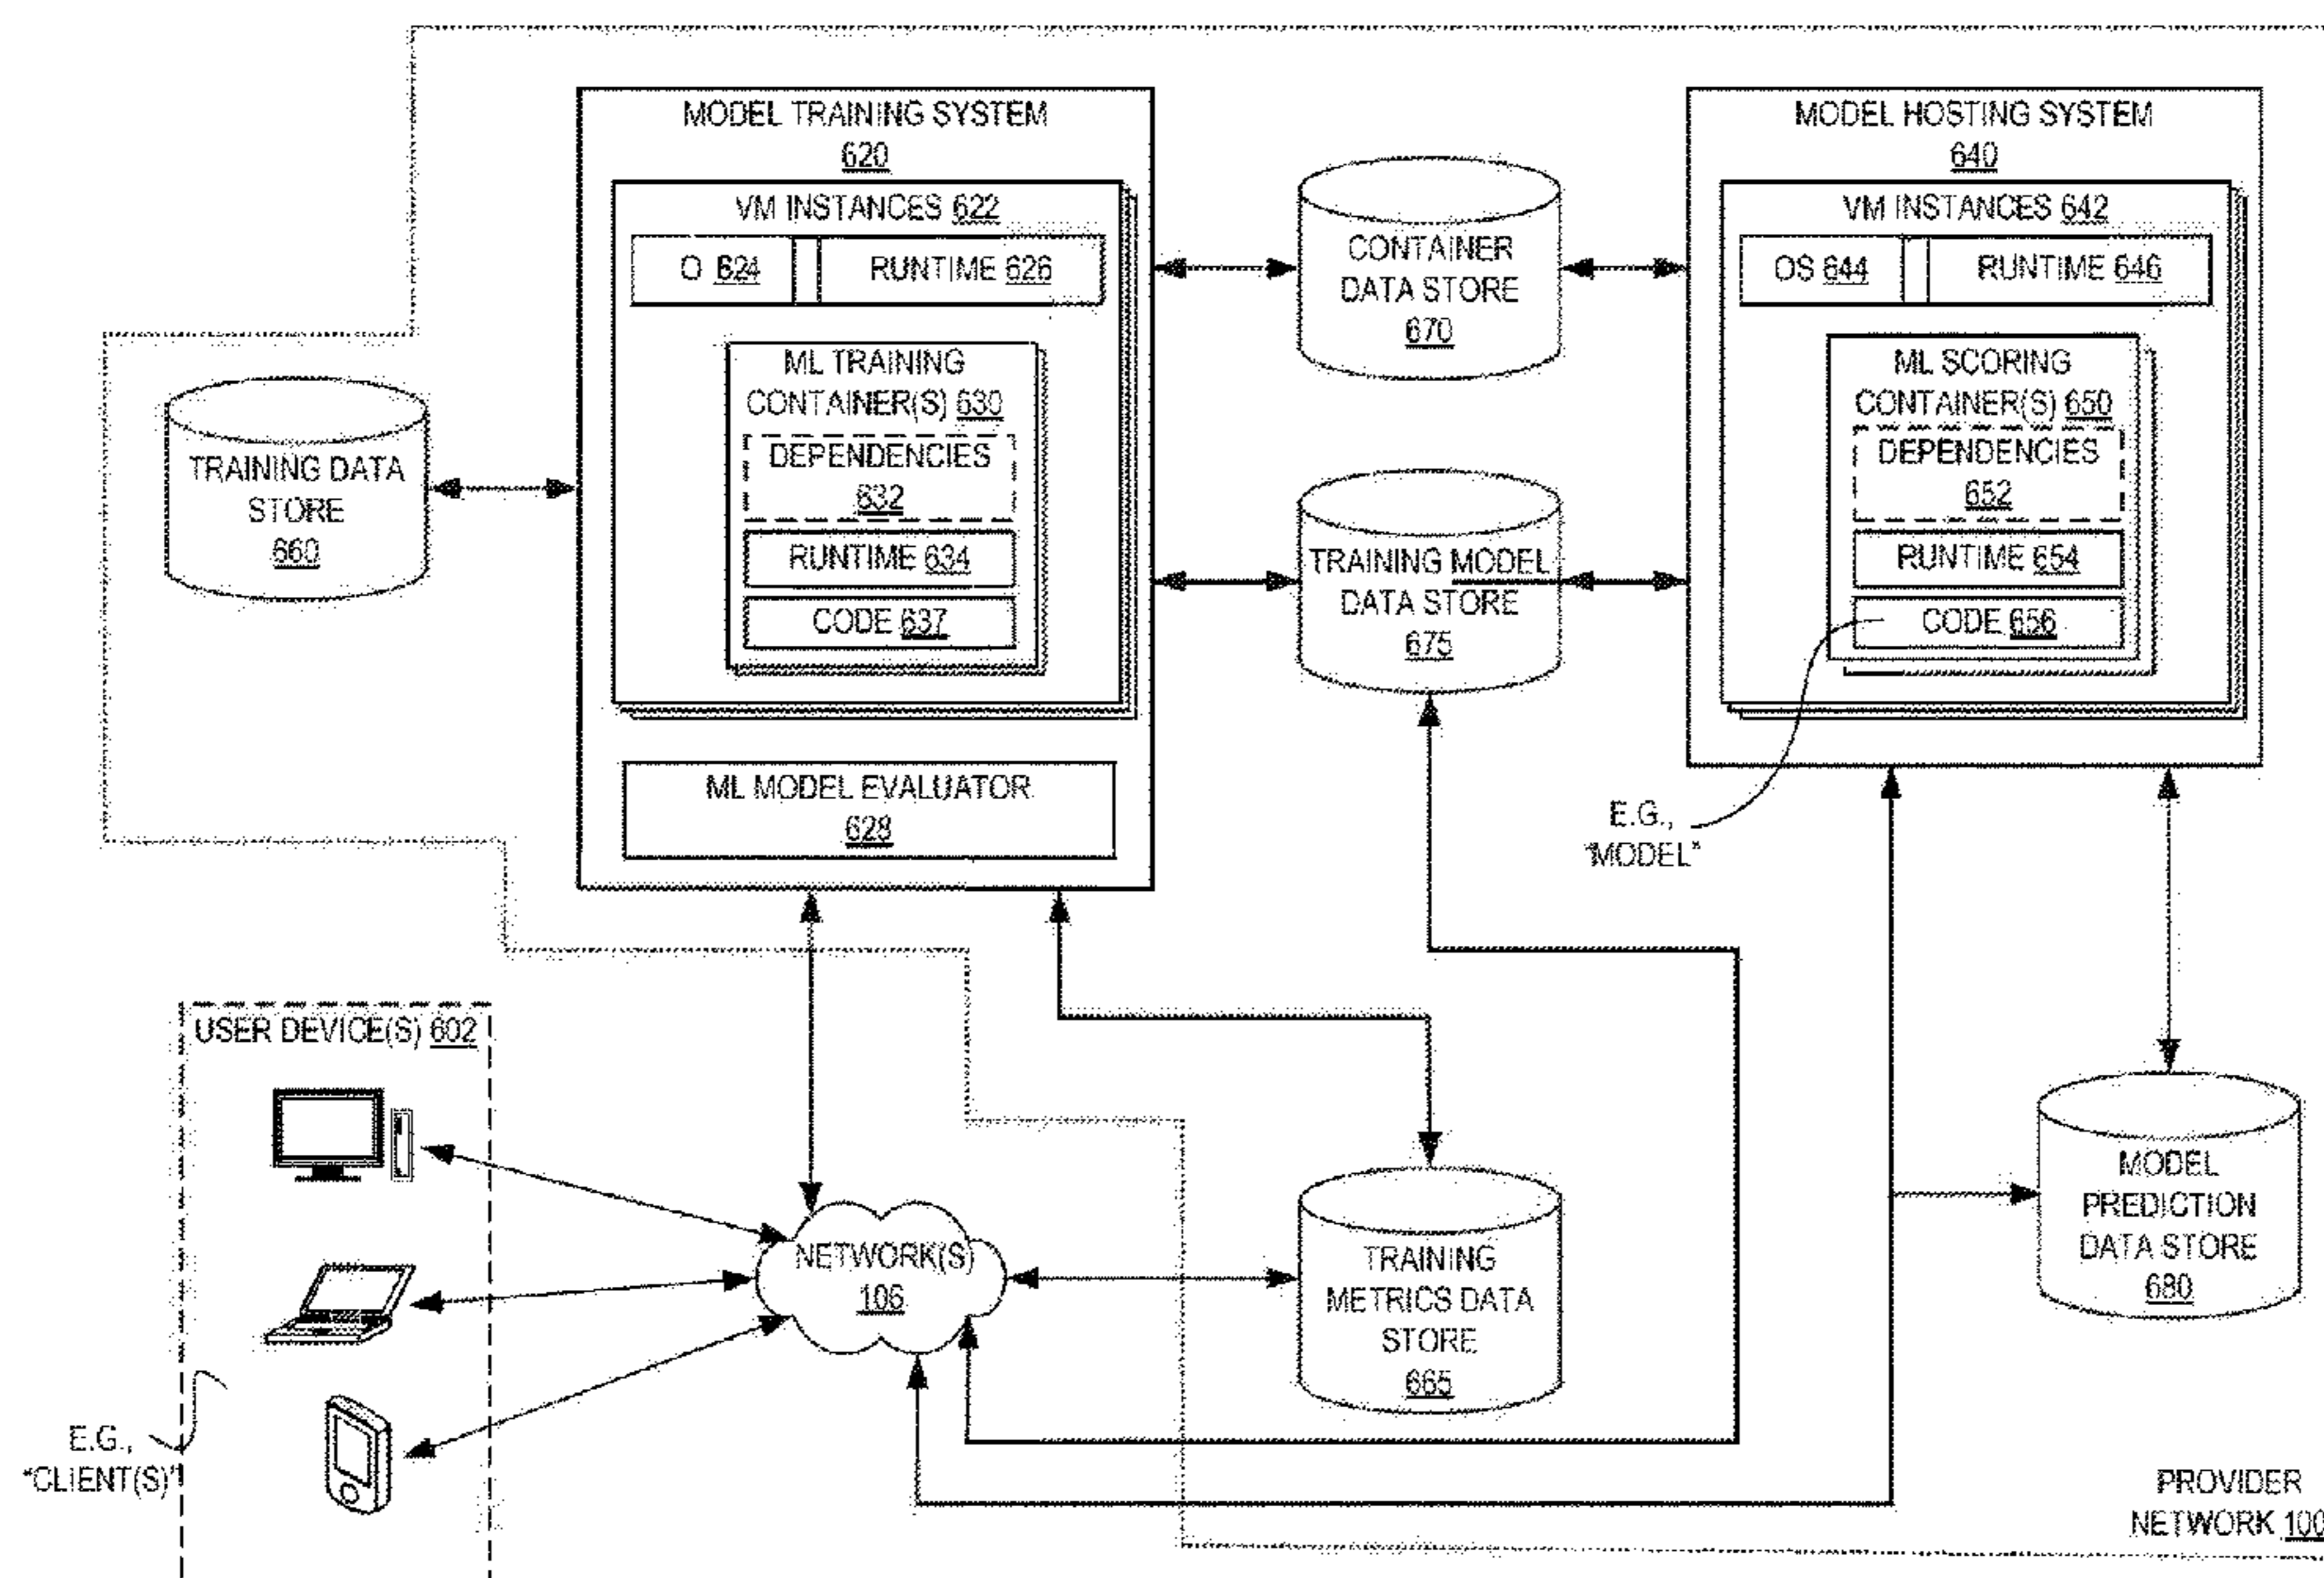 MODEL TRAINING SYSTEM
620
VM INSTANCES 622
O 624
RUNTIME 626
ML TRAINING
CONTAINER(S) 630
DEPENDENCIES
632
RUNTIME 634
CODE 637
ML MODEL EVALUATOR
628
TRAINING DATA
STORE
660
CONTAINER
DATA STORE
670
TRAINING MODEL
DATA STORE
675
MODEL HOSTING SYSTEM
640
VM INSTANCES 642
OS 644
RUNTIME 646
ML SCORING
CONTAINER(S) 650
DEPENDENCIES
652
RUNTIME 654
CODE 656
E.G.,
"MODEL"
USER DEVICE(S) 602
E.G.,
"CLIENT(S)"
NETWORK(S)
106
TRAINING
METRICS DATA
STORE
665
MODEL
PREDICTION
DATA STORE
680
PROVIDER
NETWORK 100